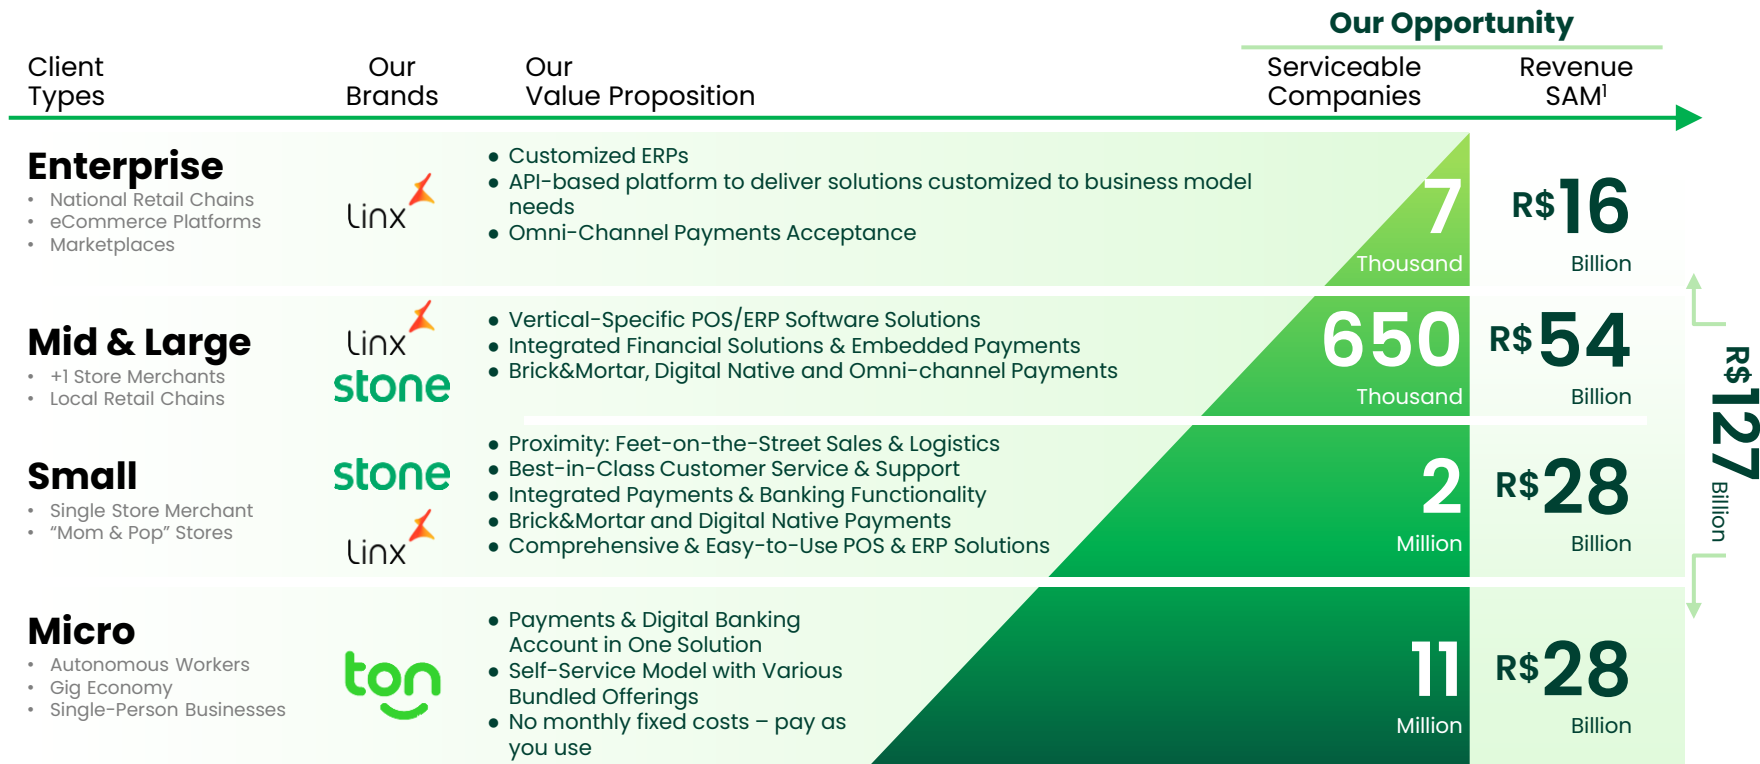 Our Opportunity
Client
Types
Our
Brands
Our
Value Proposition
Serviceable
Companies
Revenue
SAM¹
Enterprise
• National Retail Chains
• eCommerce Platforms
• Marketplaces
Linx
● Customized ERPs
● API-based platform to deliver solutions customized to business model
needs
● Omni-Channel Payments Acceptance
7
Thousand
R$16
Billion
Mid & Large
• +1 Store Merchants
• Local Retail Chains
Linx
stone
● Vertical-Specific POS/ERP Software Solutions
● Integrated Financial Solutions & Embedded Payments
● Brick&Mortar, Digital Native and Omni-channel Payments
650
Thousand
R$54
Billion
Small
• Single Store Merchant
• “Mom & Pop” Stores
stone
Linx
● Proximity: Feet-on-the-Street Sales & Logistics
● Best-in-Class Customer Service & Support
● Integrated Payments & Banking Functionality
● Brick&Mortar and Digital Native Payments
● Comprehensive & Easy-to-Use POS & ERP Solutions
2
Million
R$28
Billion
Micro
• Autonomous Workers
• Gig Economy
• Single-Person Businesses
ton
● Payments & Digital Banking
Account in One Solution
● Self-Service Model with Various
Bundled Offerings
● No monthly fixed costs – pay as
you use
11
Million
R$28
Billion
R$127 Billion